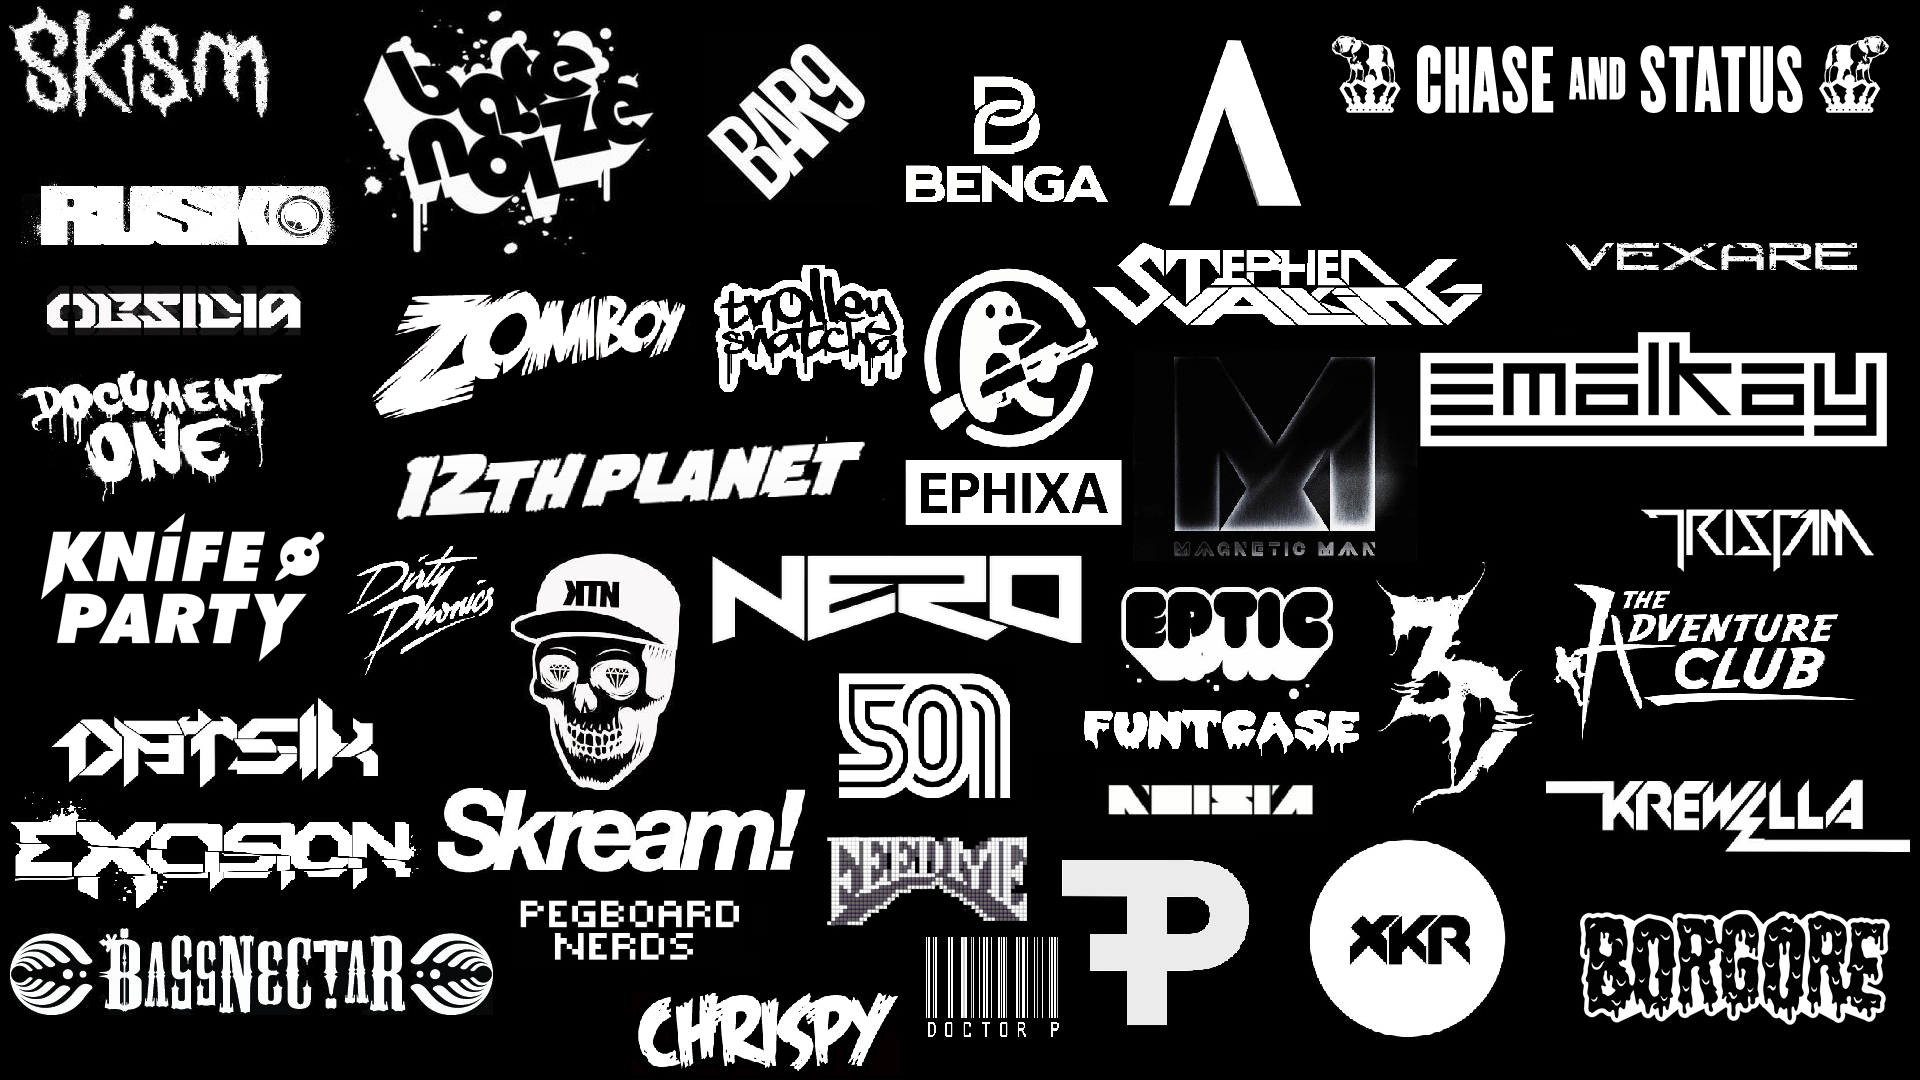 SKiSM
bare
noize
BAR9
BENGA
CHASE AND STATUS
RUSKO
VEXARE
STEPHEN
WALKING
OBSIDIA
ZOMBOY
trolley
snatcha
emalkay
DOCUMENT
ONE
12TH PLANET
EPHIXA
MAGNETIC MAN
TRISTAM
KNIFE
PARTY
Dirty
Phonics
KTN
NERO
EPTIC
THE
ADVENTURE
CLUB
501
FUNTCASE
DATSIK
NOISIA
KREWELLA
EXCISION
Skream!
FEED ME
PEGBOARD
NERDS
XKR
BORGORE
BASSNECTAR
DOCTOR P
CHRISPY